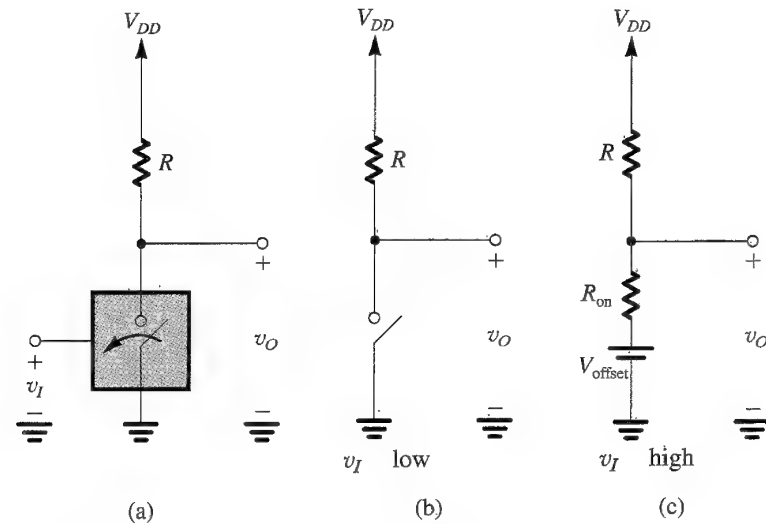 V_DD
R
+
v_I
−
+
v_O
−
(a)
V_DD
R
+
v_O
−
v_I low
(b)
V_DD
R
R_on
V_offset
+
v_O
−
v_I high
(c)